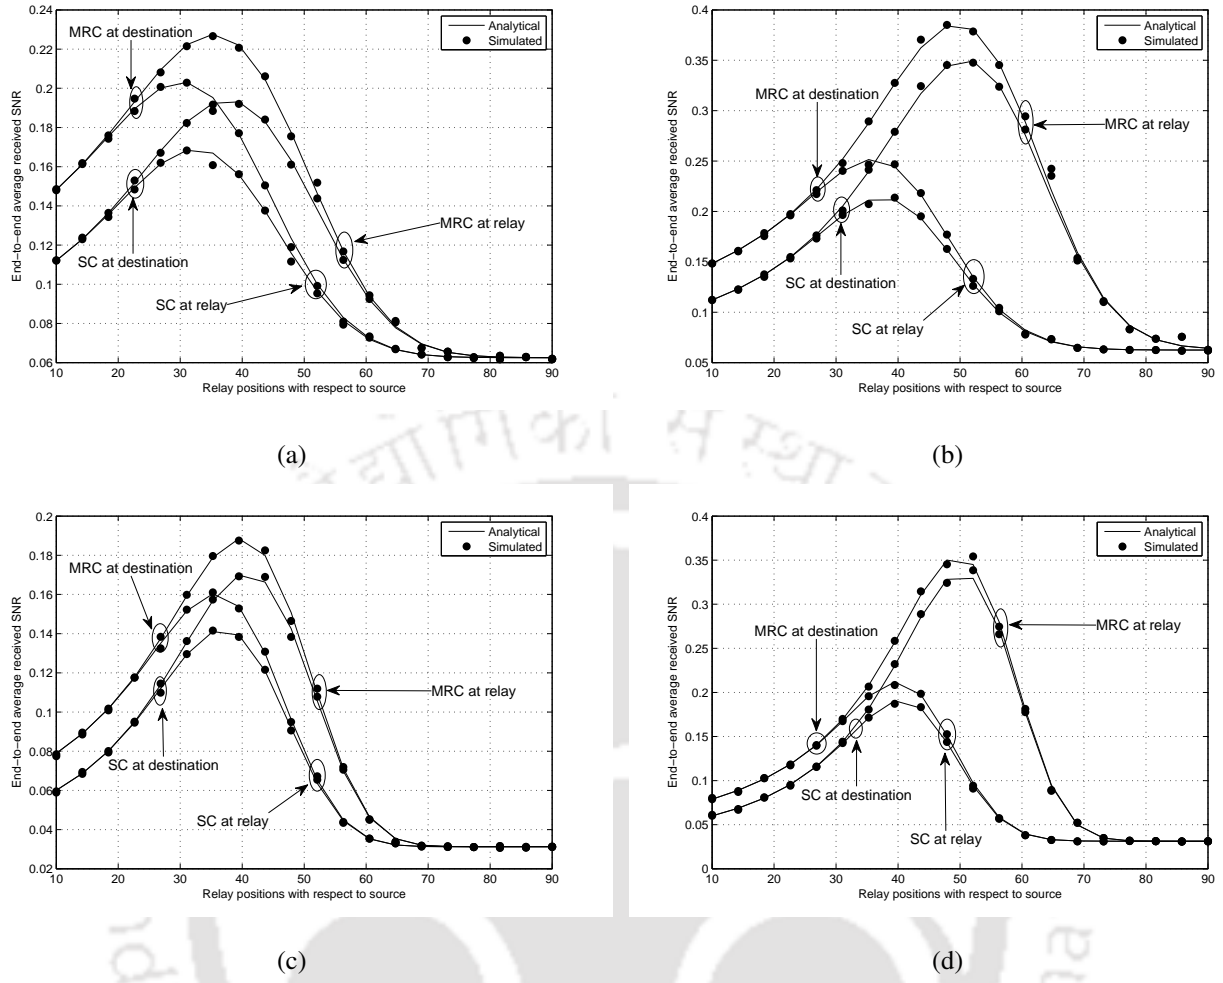 0.24
0.22
0.2
0.18
0.16
0.14
0.12
0.1
0.08
0.06
End−to−end average received SNR
MRC at destination
Analytical
Simulated
MRC at relay
SC at destination
SC at relay
10 20 30 40 50 60 70 80 90
Relay positions with respect to source
(a)
0.4
0.35
0.3
0.25
0.2
0.15
0.1
0.05
End−to−end average received SNR
Analytical
Simulated
MRC at destination
MRC at relay
SC at destination
SC at relay
10 20 30 40 50 60 70 80 90
Relay positions with respect to source
(b)
0.2
0.18
0.16
0.14
0.12
0.1
0.08
0.06
0.04
0.02
End−to−end average received SNR
Analytical
Simulated
MRC at destination
MRC at relay
SC at destination
SC at relay
10 20 30 40 50 60 70 80 90
Relay positions with respect to source
(c)
0.4
0.35
0.3
0.25
0.2
0.15
0.1
0.05
0
End−to−end average received SNR
Analytical
Simulated
MRC at destination
MRC at relay
SC at destination
SC at relay
10 20 30 40 50 60 70 80 90
Relay positions with respect to source
(d)